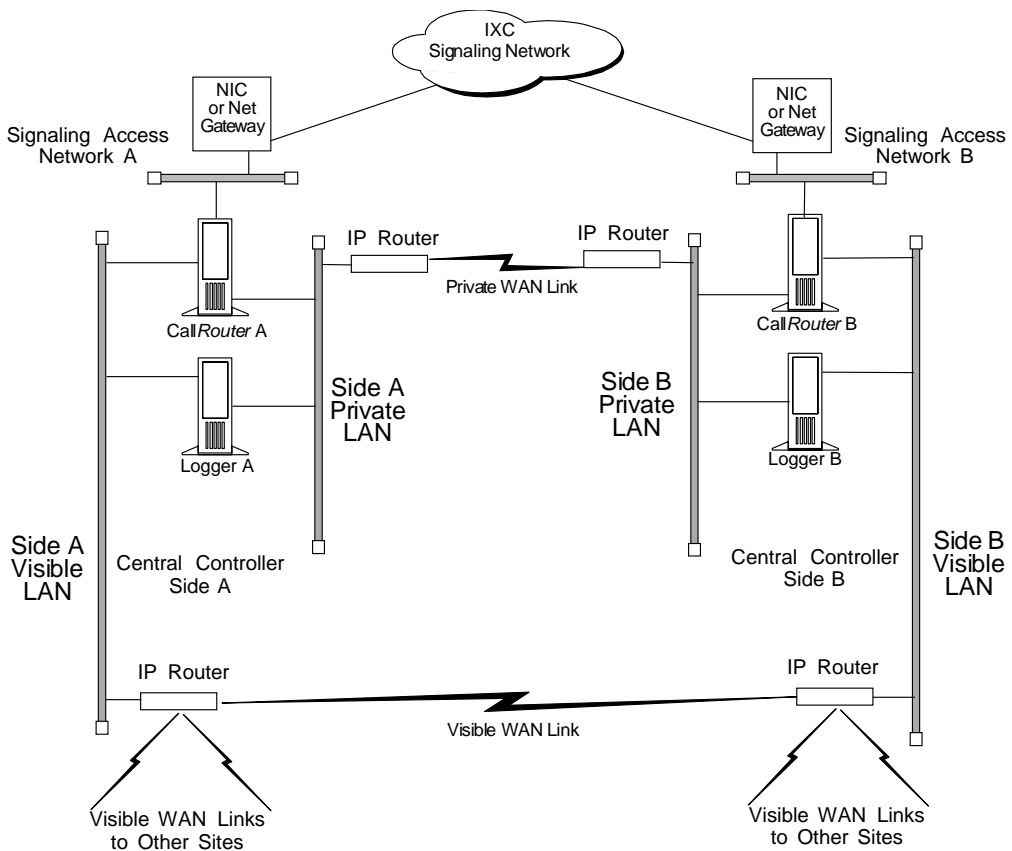 IXC
Signaling Network
NIC
or Net
Gateway
NIC
or Net
Gateway
Signaling Access
Network A
Signaling Access
Network B
IP Router
IP Router
Private WAN Link
CallRouter A
CallRouter B
Side A
Private
LAN
Side B
Private
LAN
Logger A
Logger B
Side A
Visible
LAN
Central Controller
Side A
Central Controller
Side B
Side B
Visible
LAN
IP Router
IP Router
Visible WAN Link
Visible WAN Links
to Other Sites
Visible WAN Links
to Other Sites